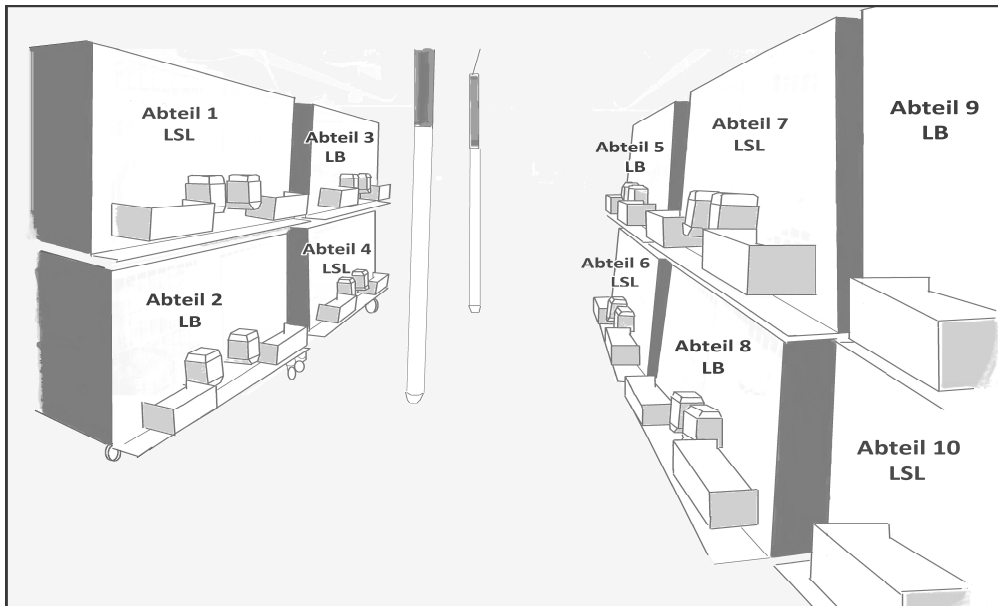 Abteil 1
LSL
Abteil 3
LB
Abteil 2
LB
Abteil 4
LSL
Abteil 5
LB
Abteil 7
LSL
Abteil 9
LB
Abteil 6
LSL
Abteil 8
LB
Abteil 10
LSL